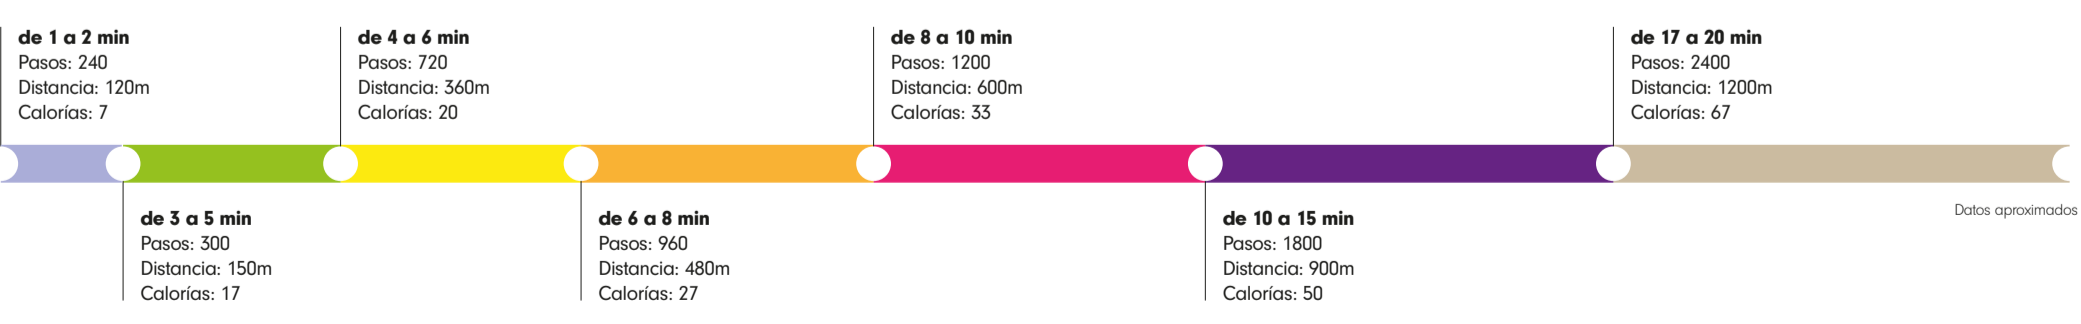 de 1 a 2 min
Pasos: 240
Distancia: 120m
Calorías: 7
de 3 a 5 min
Pasos: 300
Distancia: 150m
Calorías: 17
de 4 a 6 min
Pasos: 720
Distancia: 360m
Calorías: 20
de 6 a 8 min
Pasos: 960
Distancia: 480m
Calorías: 27
de 8 a 10 min
Pasos: 1200
Distancia: 600m
Calorías: 33
de 10 a 15 min
Pasos: 1800
Distancia: 900m
Calorías: 50
de 17 a 20 min
Pasos: 2400
Distancia: 1200m
Calorías: 67
Datos aproximados